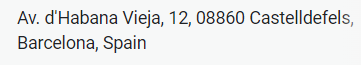 Av. d'Habana Vieja, 12, 08860 Castelldefels,
Barcelona, Spain